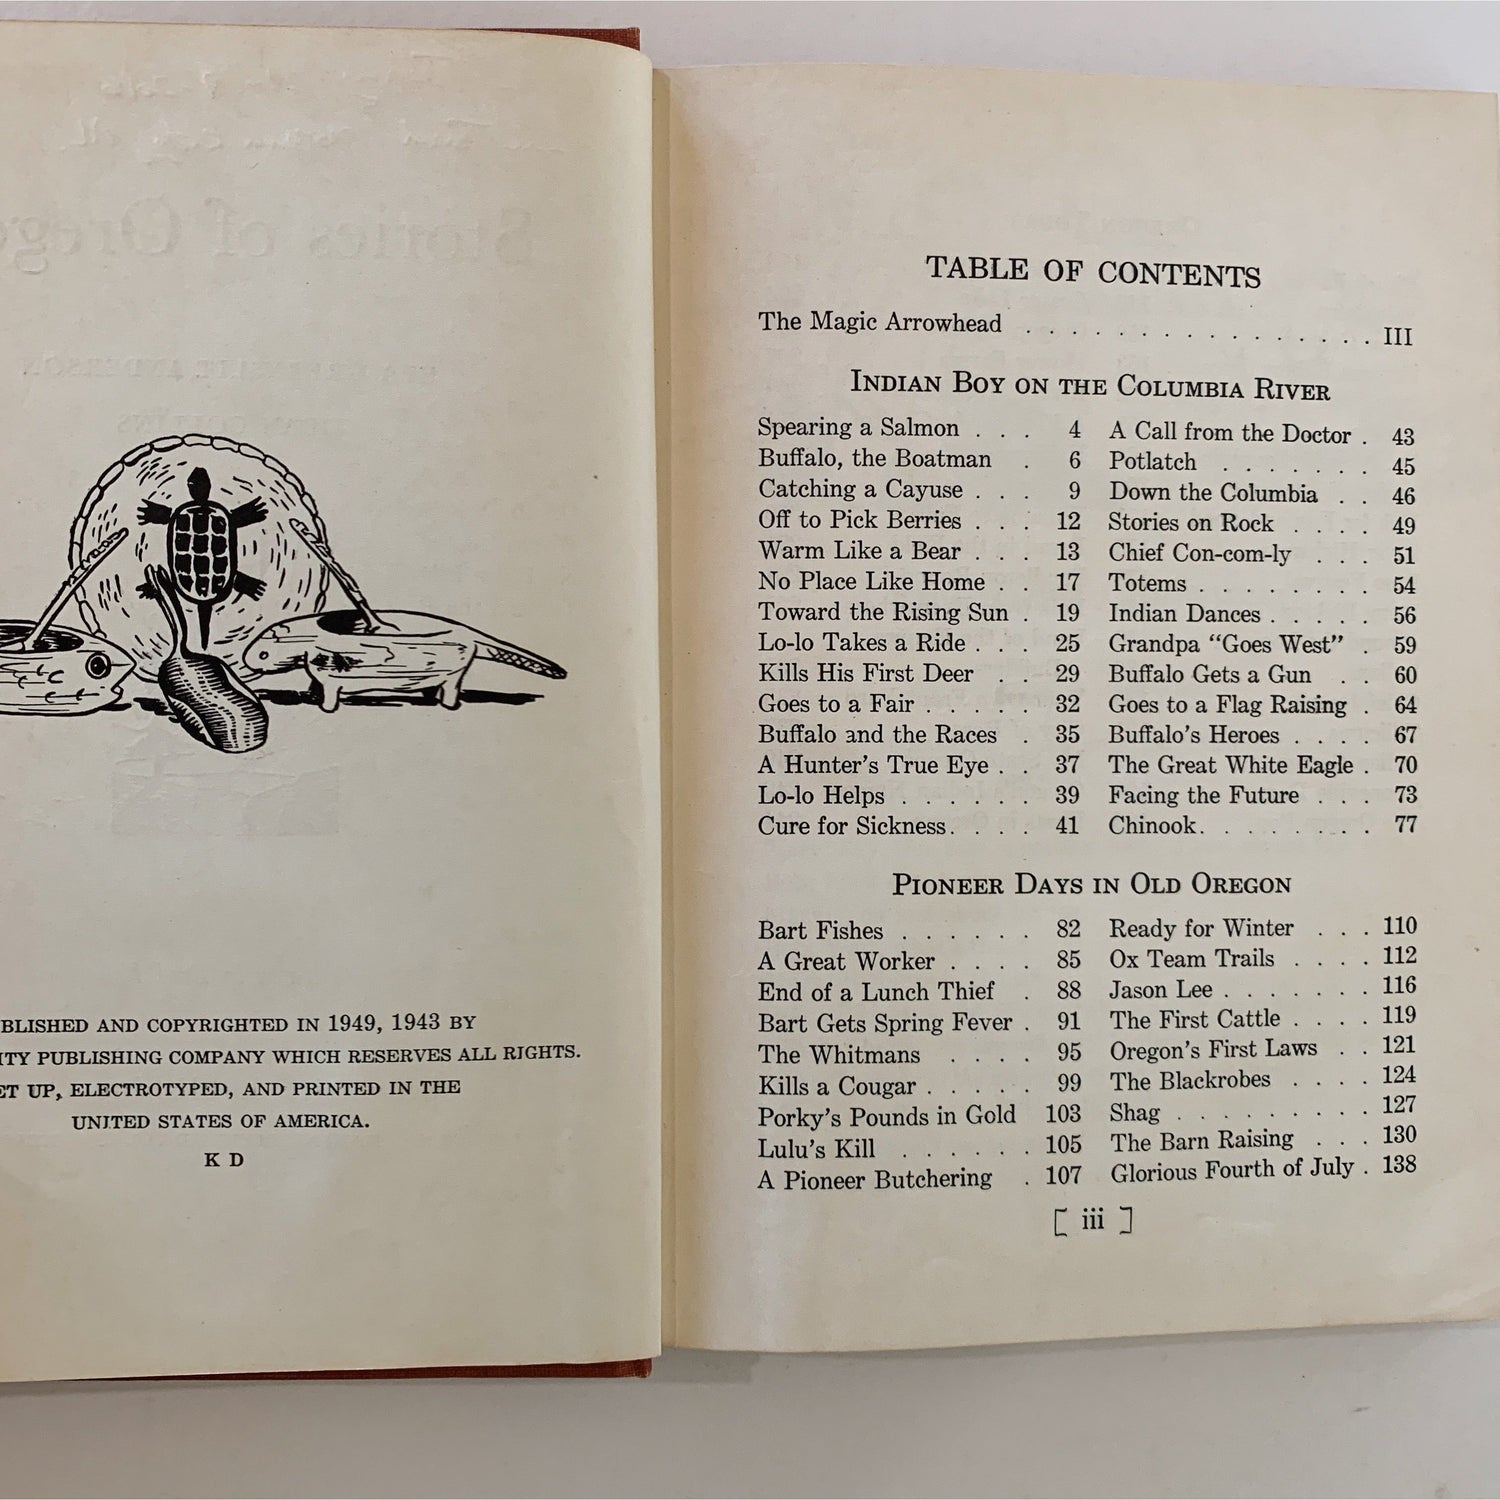 BLISHED AND COPYRIGHTED IN 1949, 1943 BY
ITY PUBLISHING COMPANY WHICH RESERVES ALL RIGHTS.
ET UP, ELECTROTYPED, AND PRINTED IN THE
UNITED STATES OF AMERICA.
K D
TABLE OF CONTENTS
The Magic Arrowhead . . . . . . . . . . . . . . . . III
INDIAN BOY ON THE COLUMBIA RIVER
Spearing a Salmon . . . 4 A Call from the Doctor . 43
Buffalo, the Boatman . 6 Potlatch . . . . . . . 45
Catching a Cayuse . . . 9 Down the Columbia . . 46
Off to Pick Berries . . . 12 Stories on Rock . . . . 49
Warm Like a Bear . . . 13 Chief Con-com-ly . . . 51
No Place Like Home . . 17 Totems . . . . . . . . 54
Toward the Rising Sun . 19 Indian Dances . . . . . 56
Lo-lo Takes a Ride . . . 25 Grandpa “Goes West” . 59
Kills His First Deer . . 29 Buffalo Gets a Gun . . 60
Goes to a Fair . . . . . 32 Goes to a Flag Raising . 64
Buffalo and the Races . 35 Buffalo's Heroes . . . . 67
A Hunter's True Eye . . 37 The Great White Eagle . 70
Lo-lo Helps . . . . . . 39 Facing the Future . . . 73
Cure for Sickness. . . . 41 Chinook. . . . . . . . 77
PIONEER DAYS IN OLD OREGON
Bart Fishes . . . . . . 82 Ready for Winter . . . 110
A Great Worker . . . . 85 Ox Team Trails . . . . 112
End of a Lunch Thief . 88 Jason Lee . . . . . . . 116
Bart Gets Spring Fever . 91 The First Cattle . . . . 119
The Whitmans . . . . 95 Oregon's First Laws . . 121
Kills a Cougar . . . . . 99 The Blackrobes . . . . 124
Porky's Pounds in Gold 103 Shag . . . . . . . . . 127
Lulu's Kill . . . . . . 105 The Barn Raising . . . 130
A Pioneer Butchering . 107 Glorious Fourth of July . 138
[ iii ]